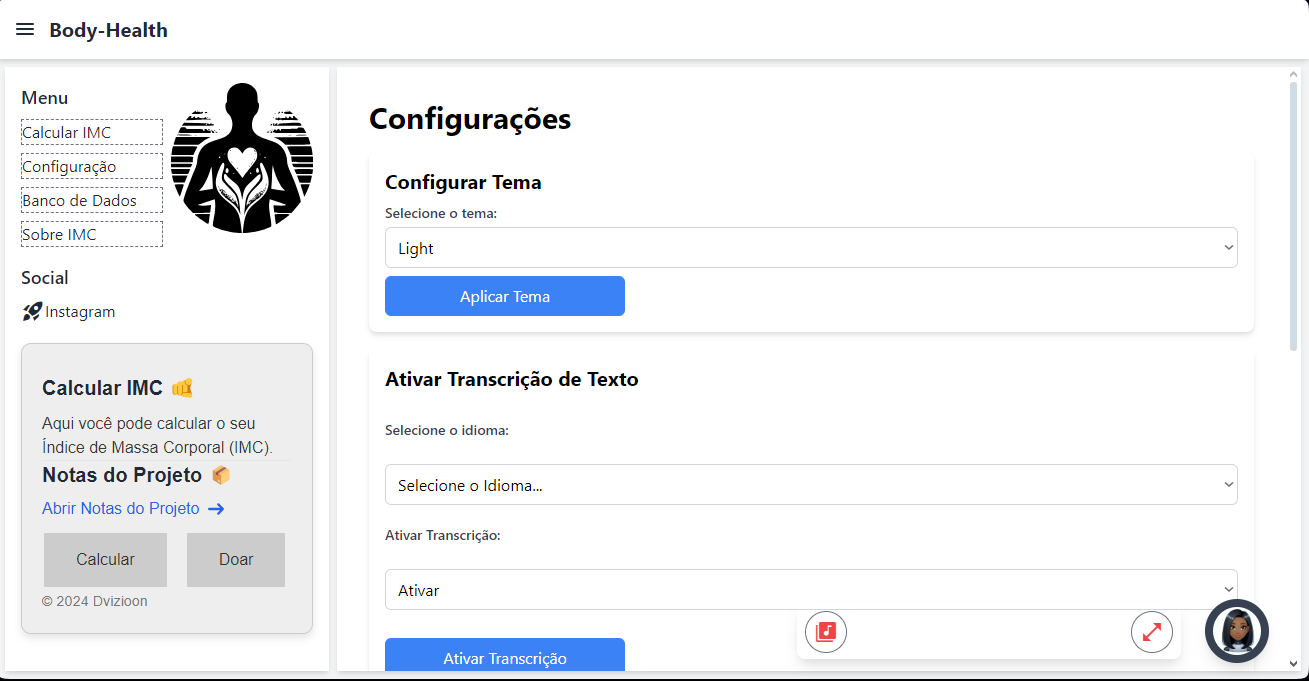 Body-Health
Menu
Calcular IMC
Configuração
Banco de Dados
Sobre IMC
Social
Instagram
Calcular IMC
Aqui você pode calcular o seu
Índice de Massa Corporal (IMC).
Notas do Projeto
Abrir Notas do Projeto →
Calcular
Doar
© 2024 Dvizioon
Configurações
Configurar Tema
Selecione o tema:
Light
Aplicar Tema
Ativar Transcrição de Texto
Selecione o idioma:
Selecione o Idioma...
Ativar Transcrição:
Ativar
Ativar Transcrição